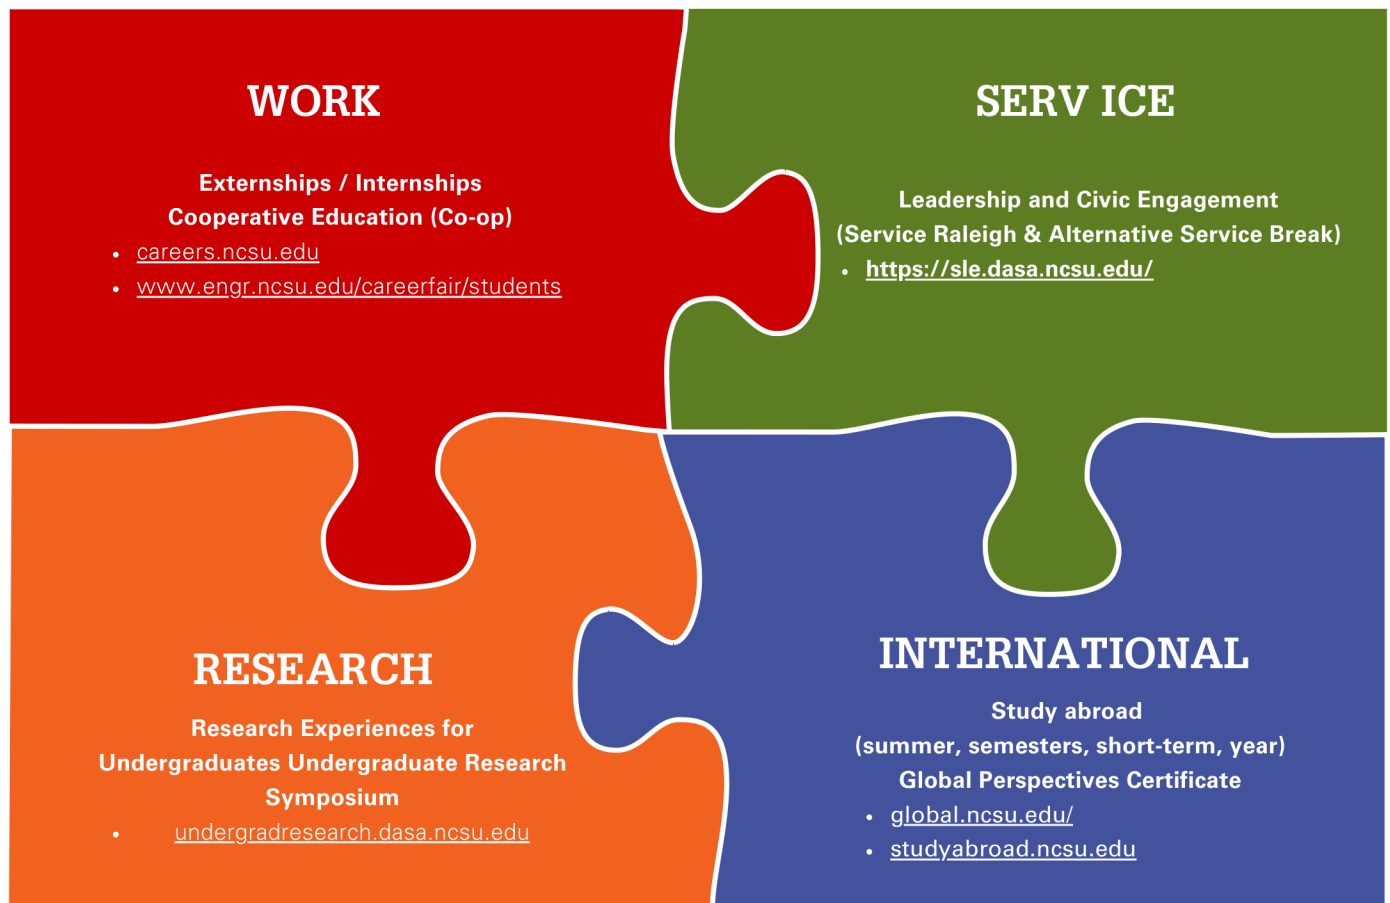 WORK
Externships / Internships
Cooperative Education (Co-op)
• careers.ncsu.edu
• www.engr.ncsu.edu/careerfair/students
SERV ICE
Leadership and Civic Engagement
(Service Raleigh & Alternative Service Break)
• https://sle.dasa.ncsu.edu/
RESEARCH
Research Experiences for
Undergraduates Undergraduate Research
Symposium
• undergradresearch.dasa.ncsu.edu
INTERNATIONAL
Study abroad
(summer, semesters, short-term, year)
Global Perspectives Certificate
• global.ncsu.edu/
• studyabroad.ncsu.edu